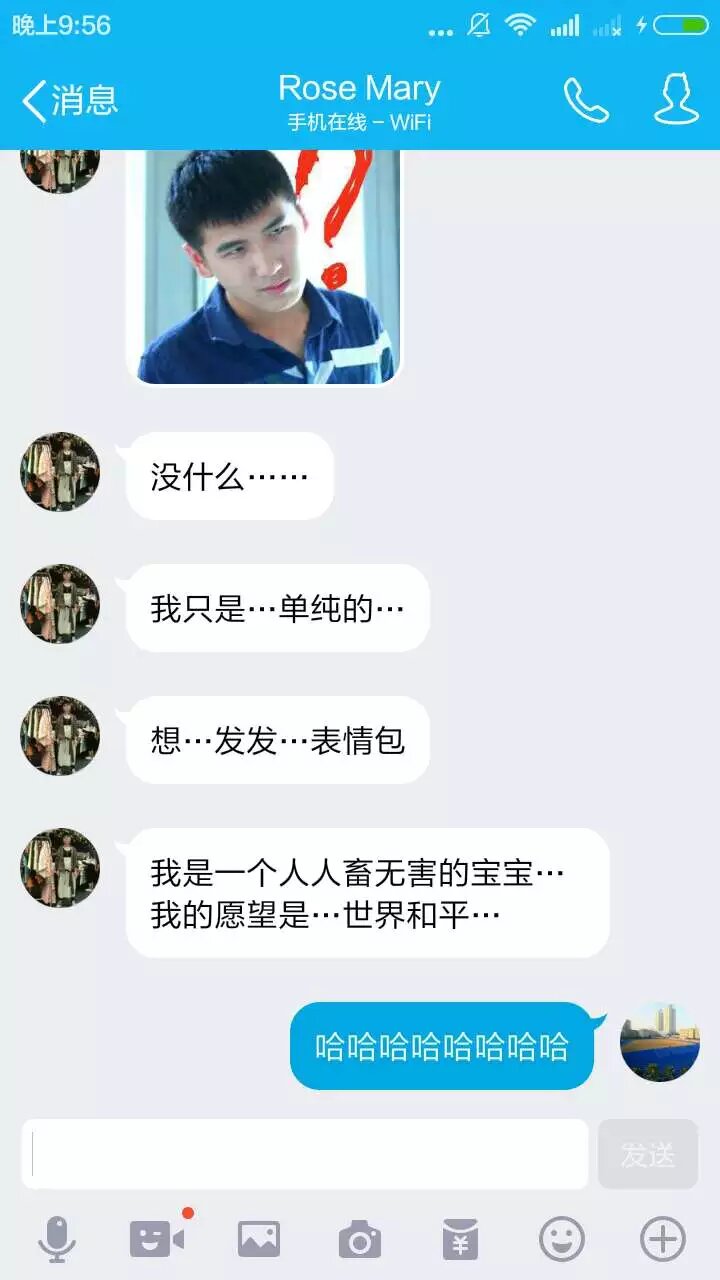 晚上9:56
消息
Rose Mary
手机在线－WiFi
?
没什么……
我只是…单纯的…
想…发发…表情包
我是一个人人畜无害的宝宝…
我的愿望是…世界和平…
哈哈哈哈哈哈哈哈
发送